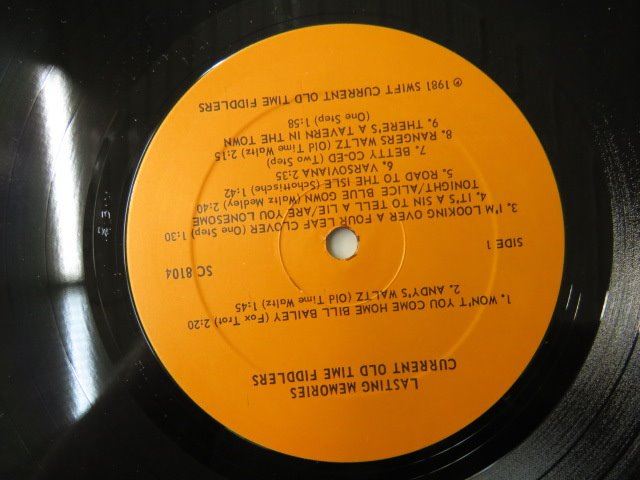 LASTING MEMORIES
CURRENT OLD TIME FIDDLERS
1. WON'T YOU COME HOME BILL BAILEY (Fox Trot) 2:20
2. ANDY'S WALTZ (Old Time Waltz) 1:45
SIDE 1
SC 8104
3. I'M LOOKING OVER A FOUR LEAF CLOVER (One Step) 1:30
4. IT'S A SIN TO TELL A LIE/ARE YOU LONESOME
TONIGHT/ALICE BLUE GOWN (Waltz Medley) 2:40
5. ROAD TO THE ISLE (Schottische) 1:42
6. VARSOVIANA 2:35
7. BETTY CO-ED (Two Step)
8. RANGERS WALTZ (Old Time Waltz) 2:15
9. THERE'S A TAVERN IN THE TOWN
(One Step) 1:58
℗ 1981 SWIFT CURRENT OLD TIME FIDDLERS